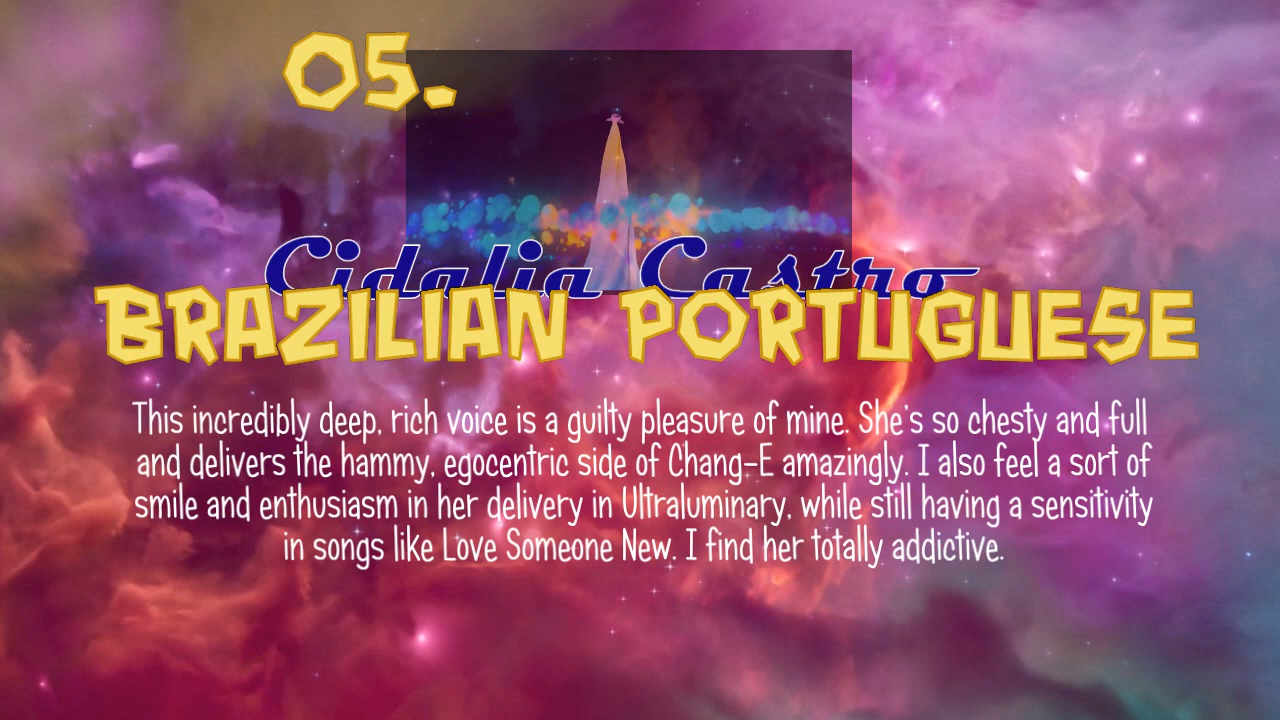 05.
Cidalia Castro
BRAZILIAN PORTUGUESE
This incredibly deep, rich voice is a guilty pleasure of mine. She's so chesty and full
and delivers the hammy, egocentric side of Chang-E amazingly. I also feel a sort of
smile and enthusiasm in her delivery in Ultraluminary, while still having a sensitivity
in songs like Love Someone New. I find her totally addictive.